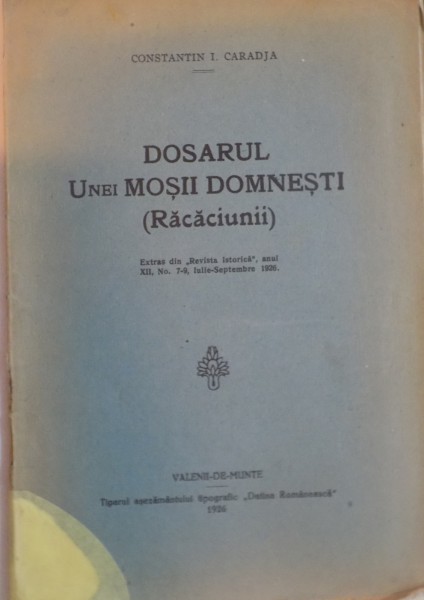 CONSTANTIN I. CARADJA
DOSARUL
UNEI MOȘII DOMNEȘTI
(Răcăciunii)
Extras din „Revista Istorică“, anul
XII, No. 7-9, Iulie-Septembre 1926.
VALENII-DE-MUNTE
Tiparul așezământului tipografic „Datina Românească“
1926